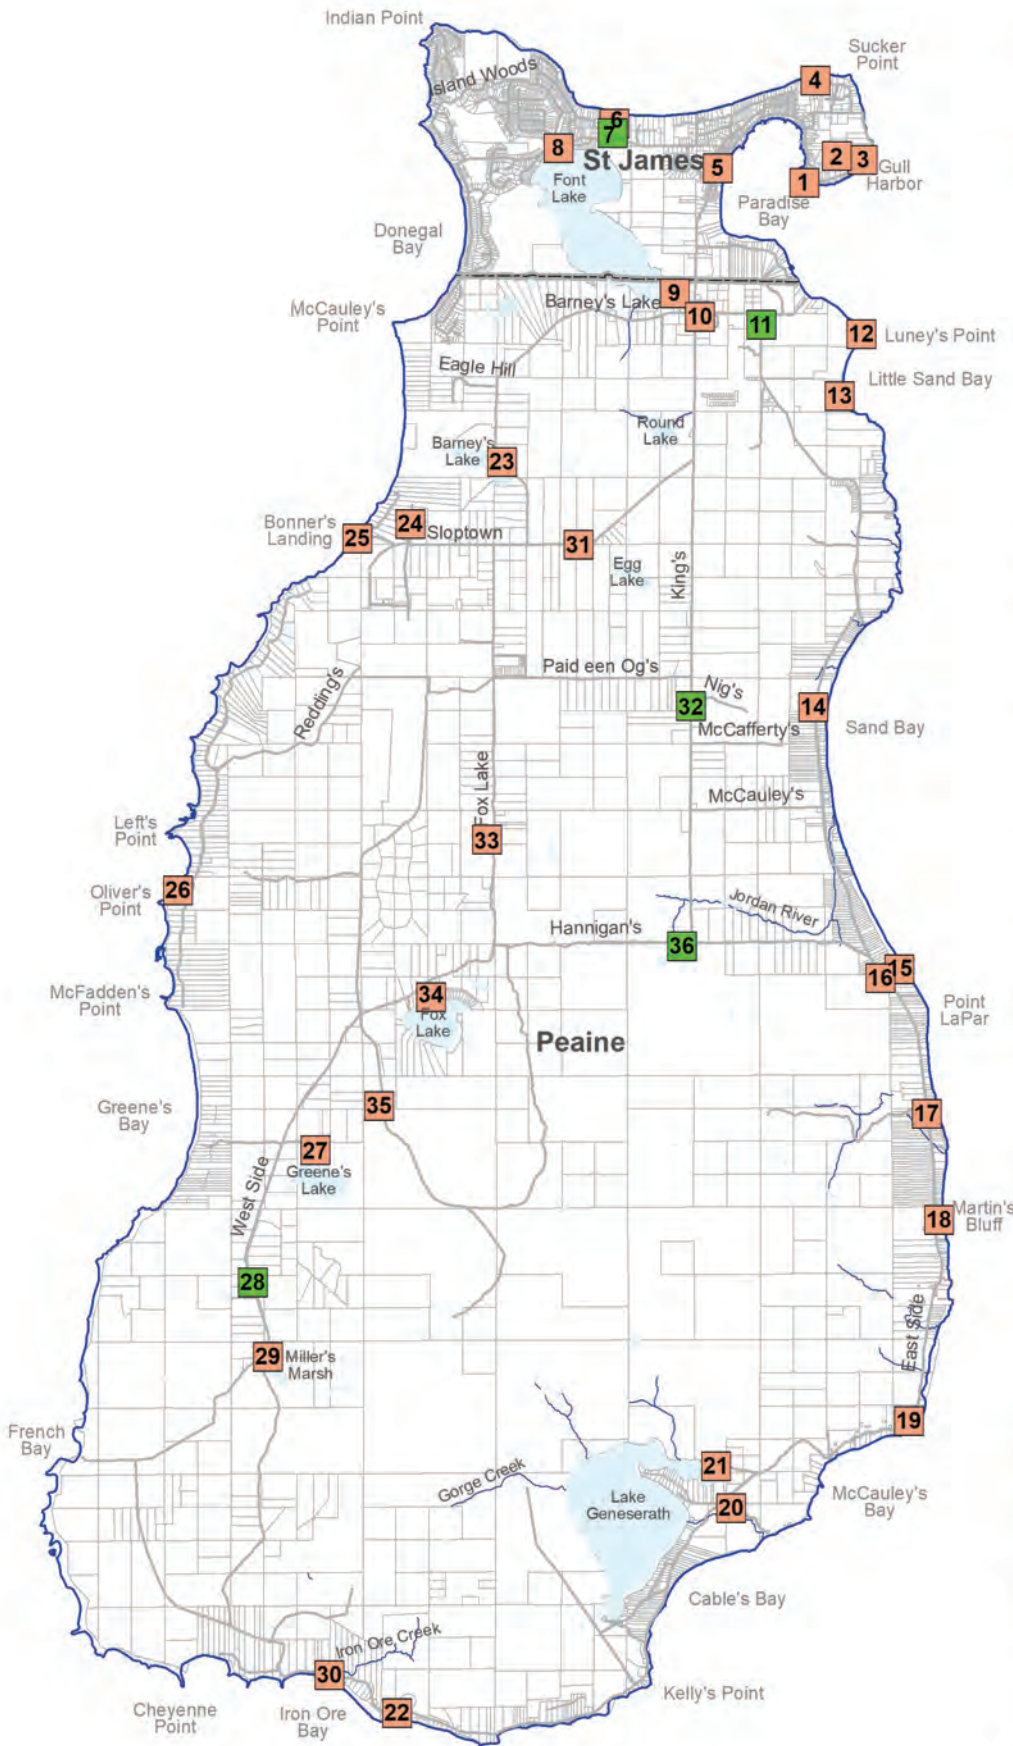 Indian Point
Sucker
Point
sland Woods
4
6
7
8
St James
2
3
5
1
Gull
Harbor
Font
Lake
Paradise
Bay
Donegal
Bay
9
Barney's Lake
McCauley's
Point
10
11
12
Luney's Point
Eagle Hill
Little Sand Bay
13
Round
Lake
Barney's
Lake
23
Bonner's
Landing
25
24
Sloptown
31
Egg
Lake
King's
Paid een Og's
Redding's
Nig's
32
14
McCafferty's
Sand Bay
Fox Lake
McCauley's
Left's
Point
33
26
Oliver's
Point
Jordan River
Hannigan's
36
15
16
McFadden's
Point
34
Fox
Lake
Point
LaPar
Peaine
Greene's
Bay
35
17
27
Greene's
Lake
West Side
18
Martin's
Bluff
28
East Side
29
Miller's
Marsh
French
Bay
19
21
Gorge Creek
Lake
Geneserath
20
McCauley's
Bay
Cable's Bay
Iron Ore Creek
30
Kelly's Point
Cheyenne
Point
Iron Ore
Bay
22